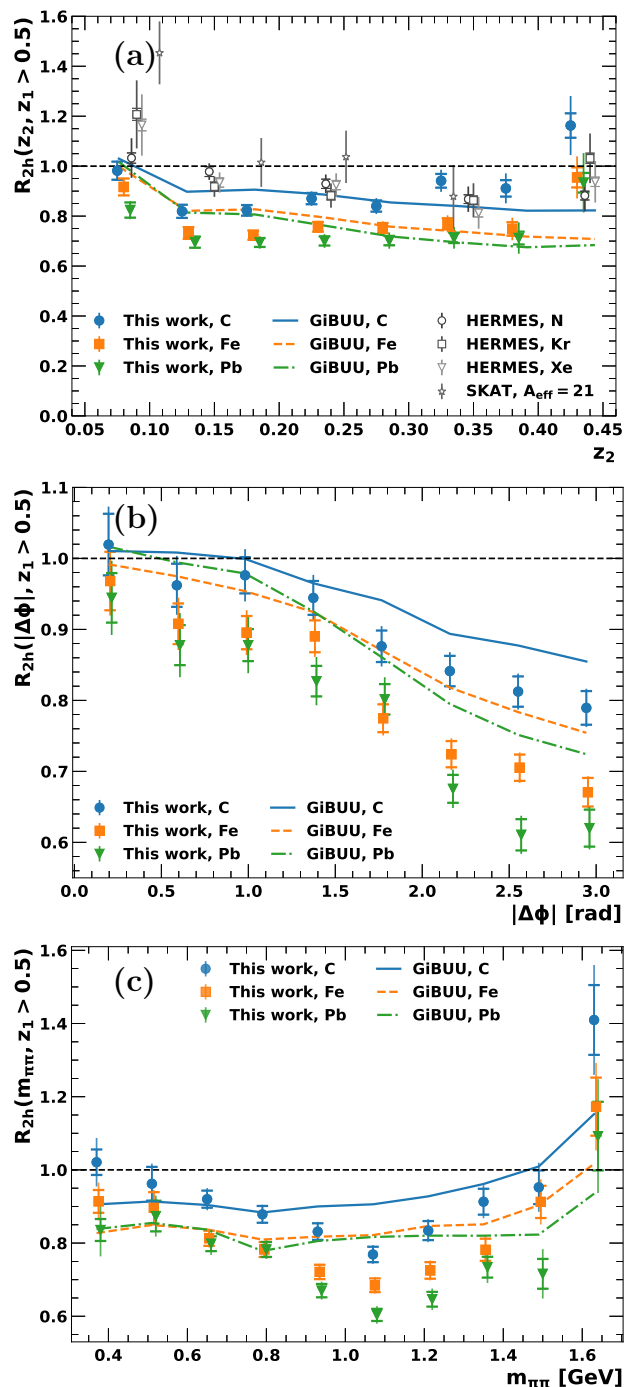 (a)
R2h(z2, z1 > 0.5)
1.6
1.4
1.2
1.0
0.8
0.6
0.4
0.2
0.0
This work, C
This work, Fe
This work, Pb
GiBUU, C
GiBUU, Fe
GiBUU, Pb
HERMES, N
HERMES, Kr
HERMES, Xe
SKAT, Aeff = 21
0.05 0.10 0.15 0.20 0.25 0.30 0.35 0.40 0.45
z2
(b)
R2h(|Δϕ|, z1 > 0.5)
1.1
1.0
0.9
0.8
0.7
0.6
This work, C
This work, Fe
This work, Pb
GiBUU, C
GiBUU, Fe
GiBUU, Pb
0.0 0.5 1.0 1.5 2.0 2.5 3.0
|Δϕ| [rad]
(c)
R2h(mππ, z1 > 0.5)
1.6
1.4
1.2
1.0
0.8
0.6
This work, C
This work, Fe
This work, Pb
GiBUU, C
GiBUU, Fe
GiBUU, Pb
0.4 0.6 0.8 1.0 1.2 1.4 1.6
mππ [GeV]